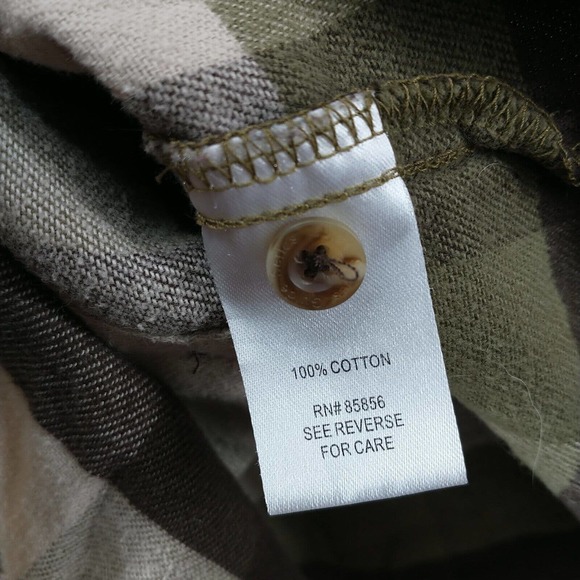 100% COTTON
RN# 85856
SEE REVERSE
FOR CARE